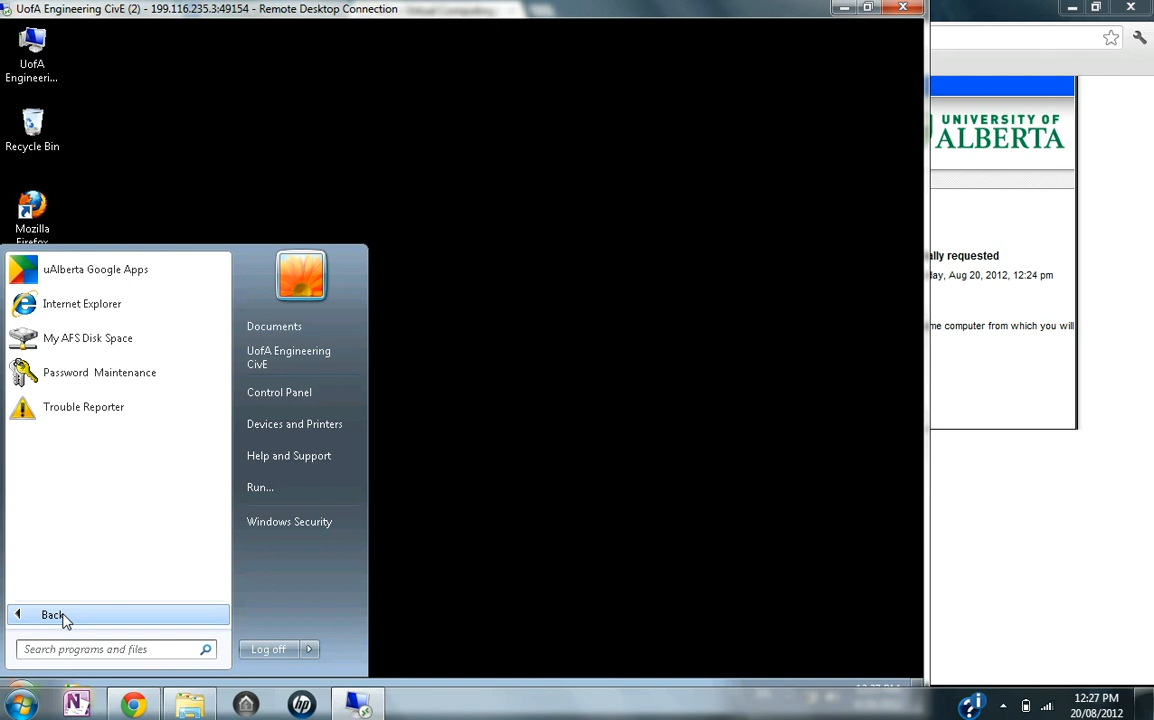 UofA Engineering CivE (2) - 199.116.235.3:49154 - Remote Desktop Connection
UofA
Engineeri...
Recycle Bin
Mozilla
Firefox
uAlberta Google Apps
Internet Explorer
My AFS Disk Space
Password Maintenance
Trouble Reporter
Back
Search programs and files
Documents
UofA Engineering
CivE
Control Panel
Devices and Printers
Help and Support
Run...
Windows Security
Log off
UNIVERSITY OF
ALBERTA
ally requested
day, Aug 20, 2012, 12:24 pm
me computer from which you will
12:27 PM
20/08/2012